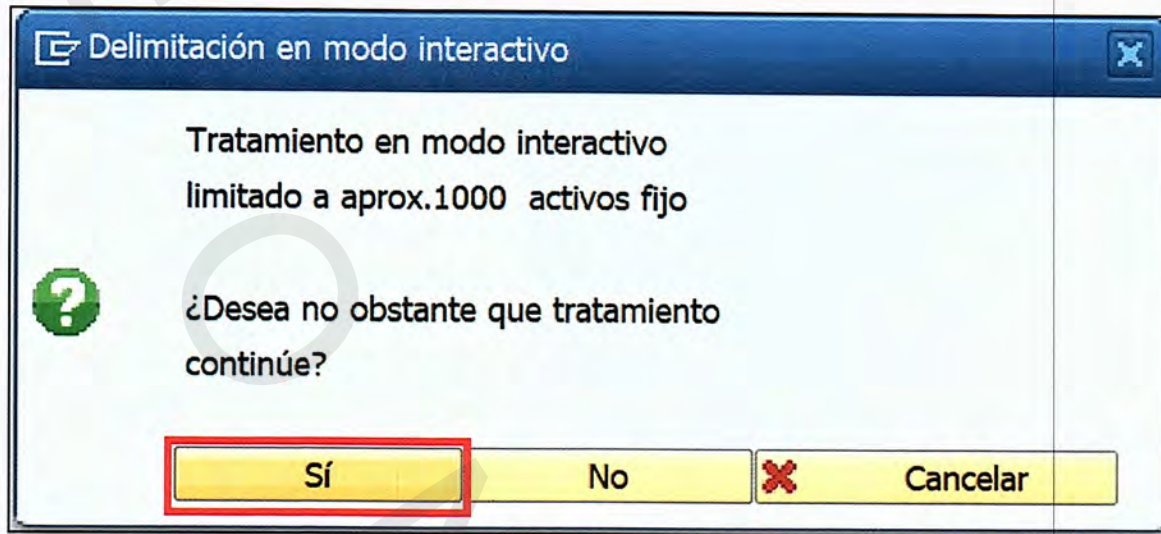 Delimitación en modo interactivo
Tratamiento en modo interactivo
limitado a aprox.1000 activos fijo
¿Desea no obstante que tratamiento
continúe?
Sí No Cancelar